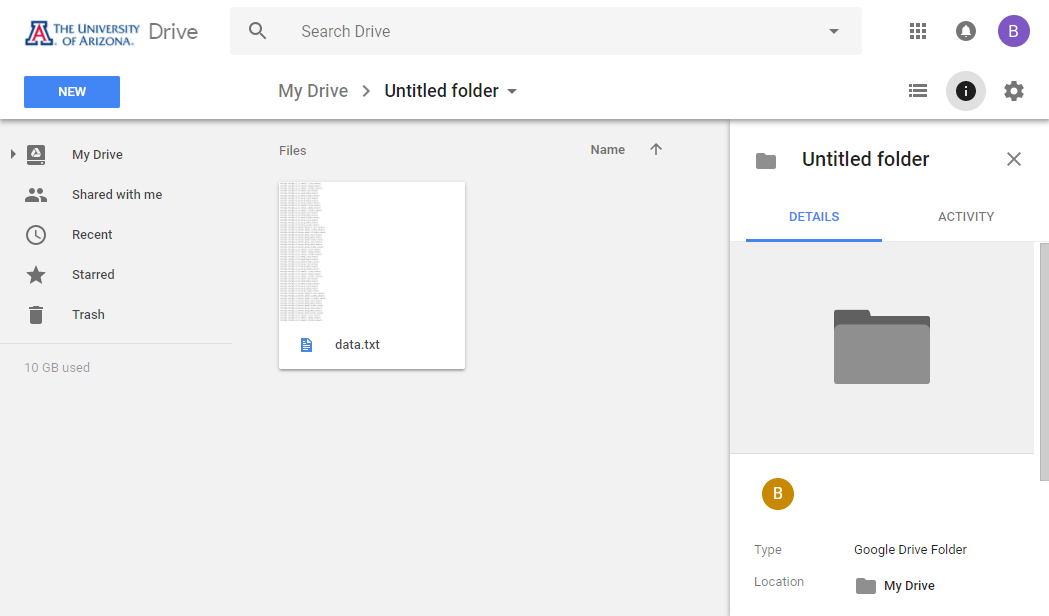 THE UNIVERSITY
OF ARIZONA.
Drive
Search Drive
B
NEW
My Drive
Untitled folder
i
My Drive
Shared with me
Recent
Starred
Trash
10 GB used
Files
Name
data.txt
Untitled folder
DETAILS
ACTIVITY
B
Type
Google Drive Folder
Location
My Drive